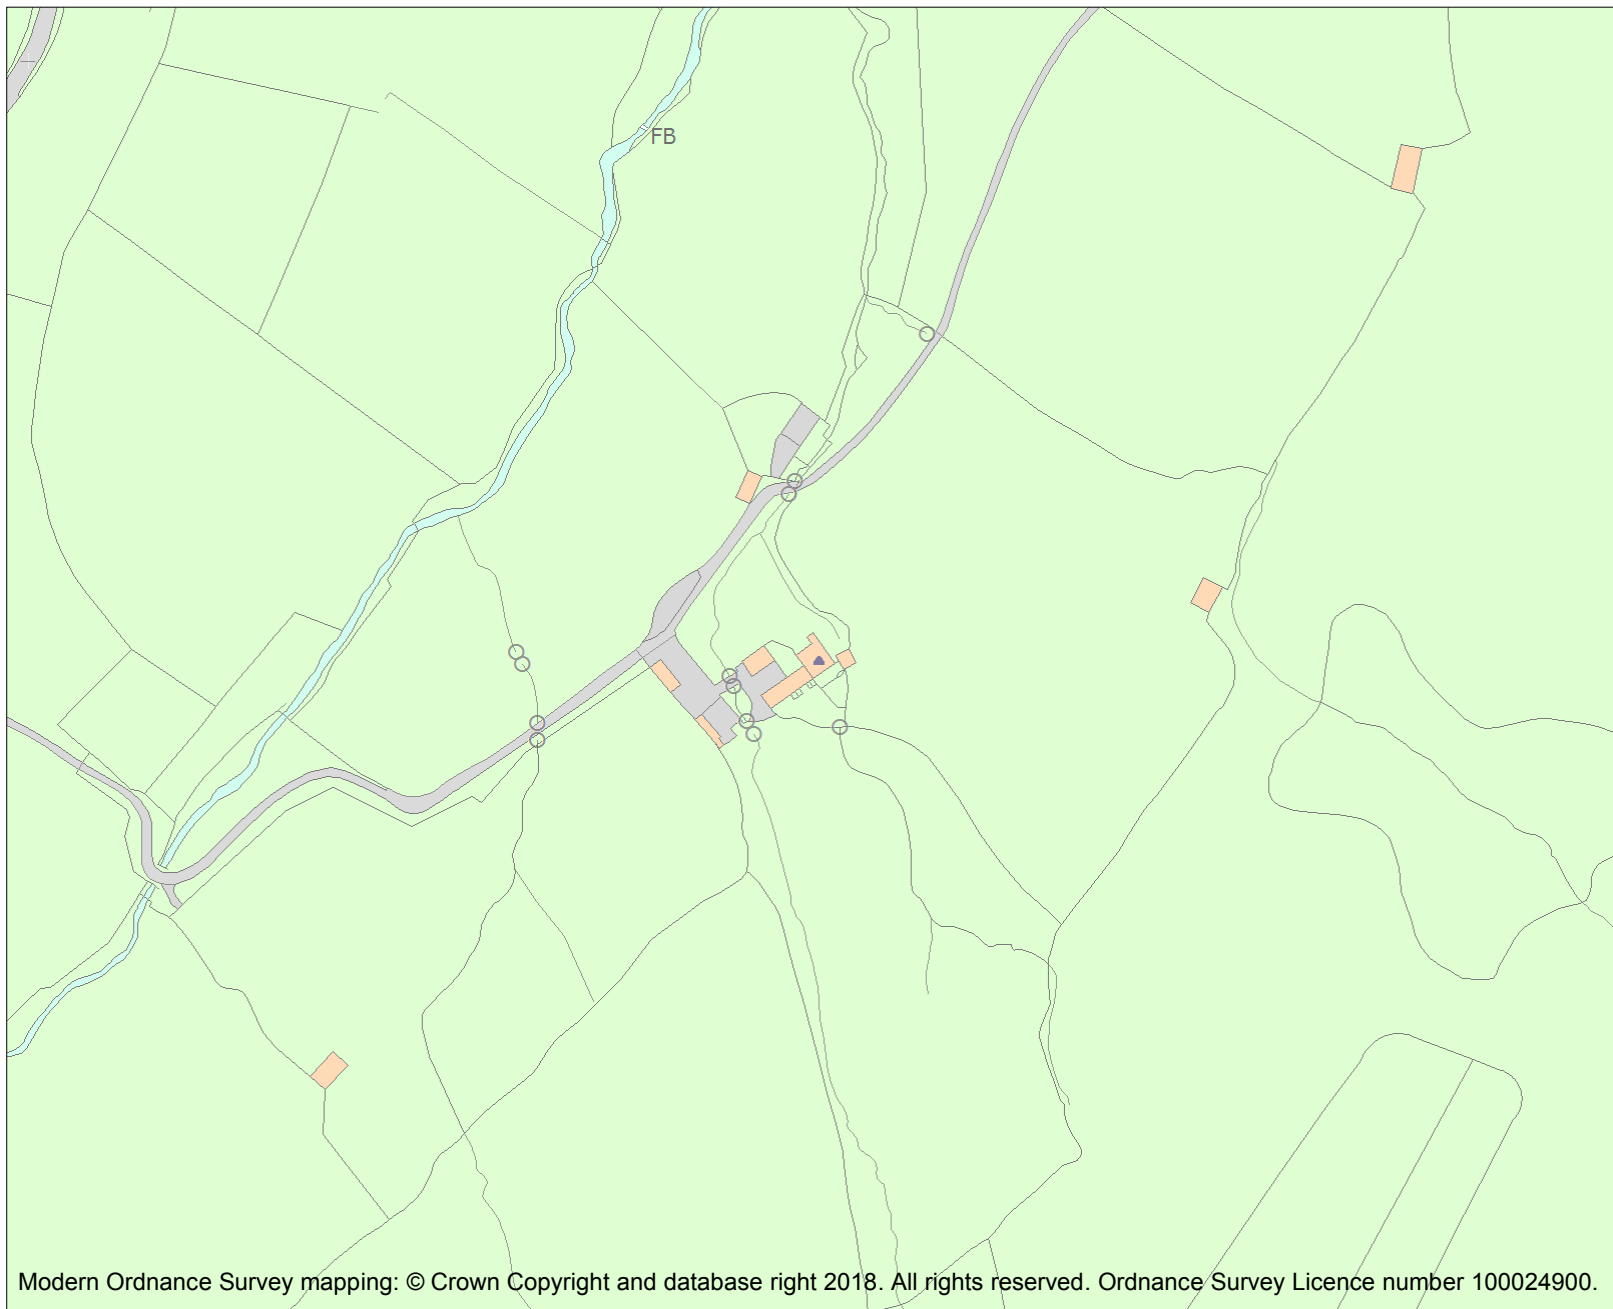 FB
Modern Ordnance Survey mapping: © Crown Copyright and database right 2018. All rights reserved. Ordnance Survey Licence number 100024900.